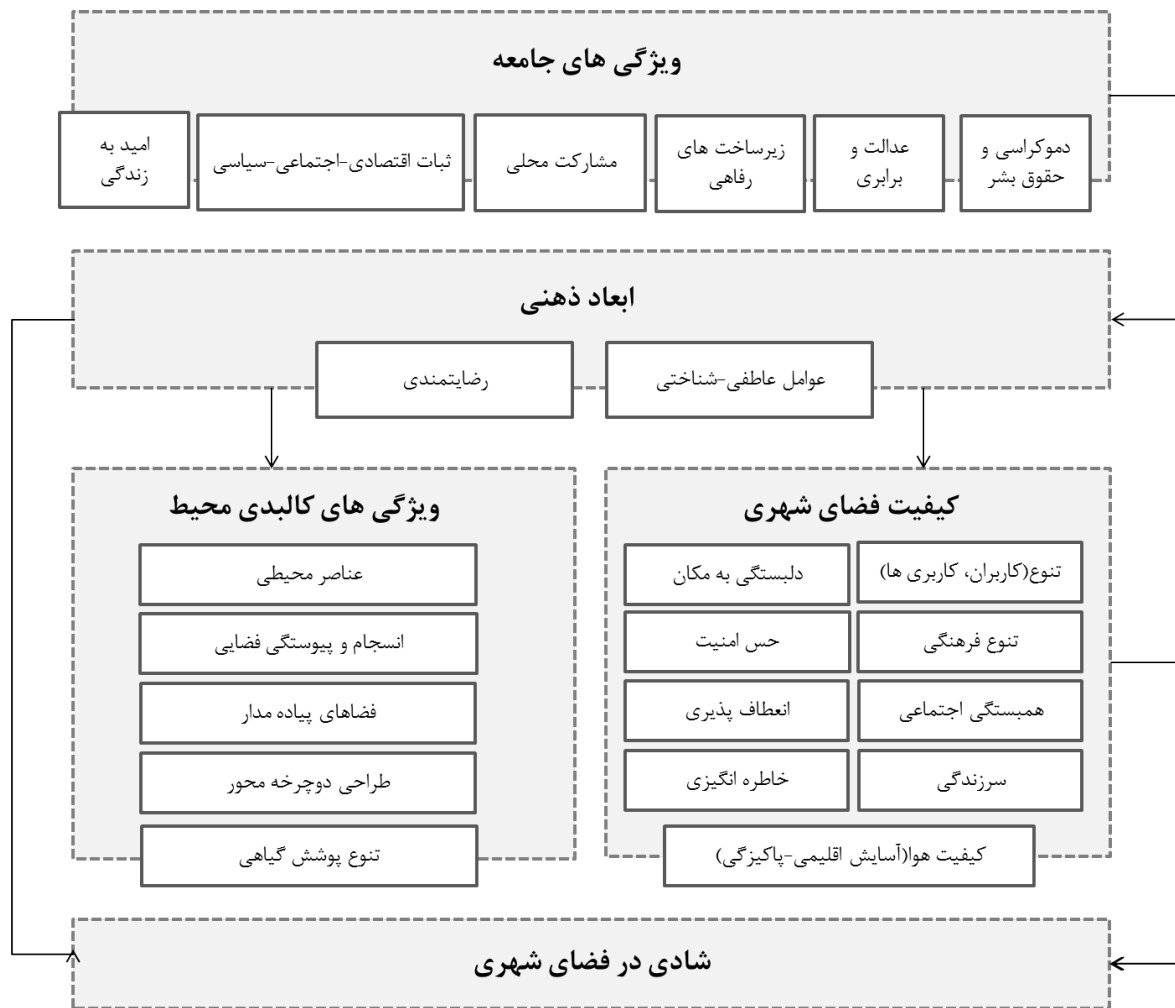 ویژگی های جامعه
دموکراسی و
حقوق بشر
عدالت و
برابری
زیرساخت های
رفاهی
مشارکت محلی
ثبات اقتصادی-اجتماعی-سیاسی
امید به
زندگی
ابعاد ذهنی
عوامل عاطفی-شناختی
رضایتمندی
کیفیت فضای شهری
تنوع(کاربران، کاربری ها)
دلبستگی به مکان
تنوع فرهنگی
حس امنیت
همبستگی اجتماعی
انعطاف پذیری
سرزندگی
خاطره انگیزی
کیفیت هوا(آسایش اقلیمی-پاکیزگی)
ویژگی های کالبدی محیط
عناصر محیطی
انسجام و پیوستگی فضایی
فضاهای پیاده مدار
طراحی دوچرخه محور
تنوع پوشش گیاهی
شادی در فضای شهری